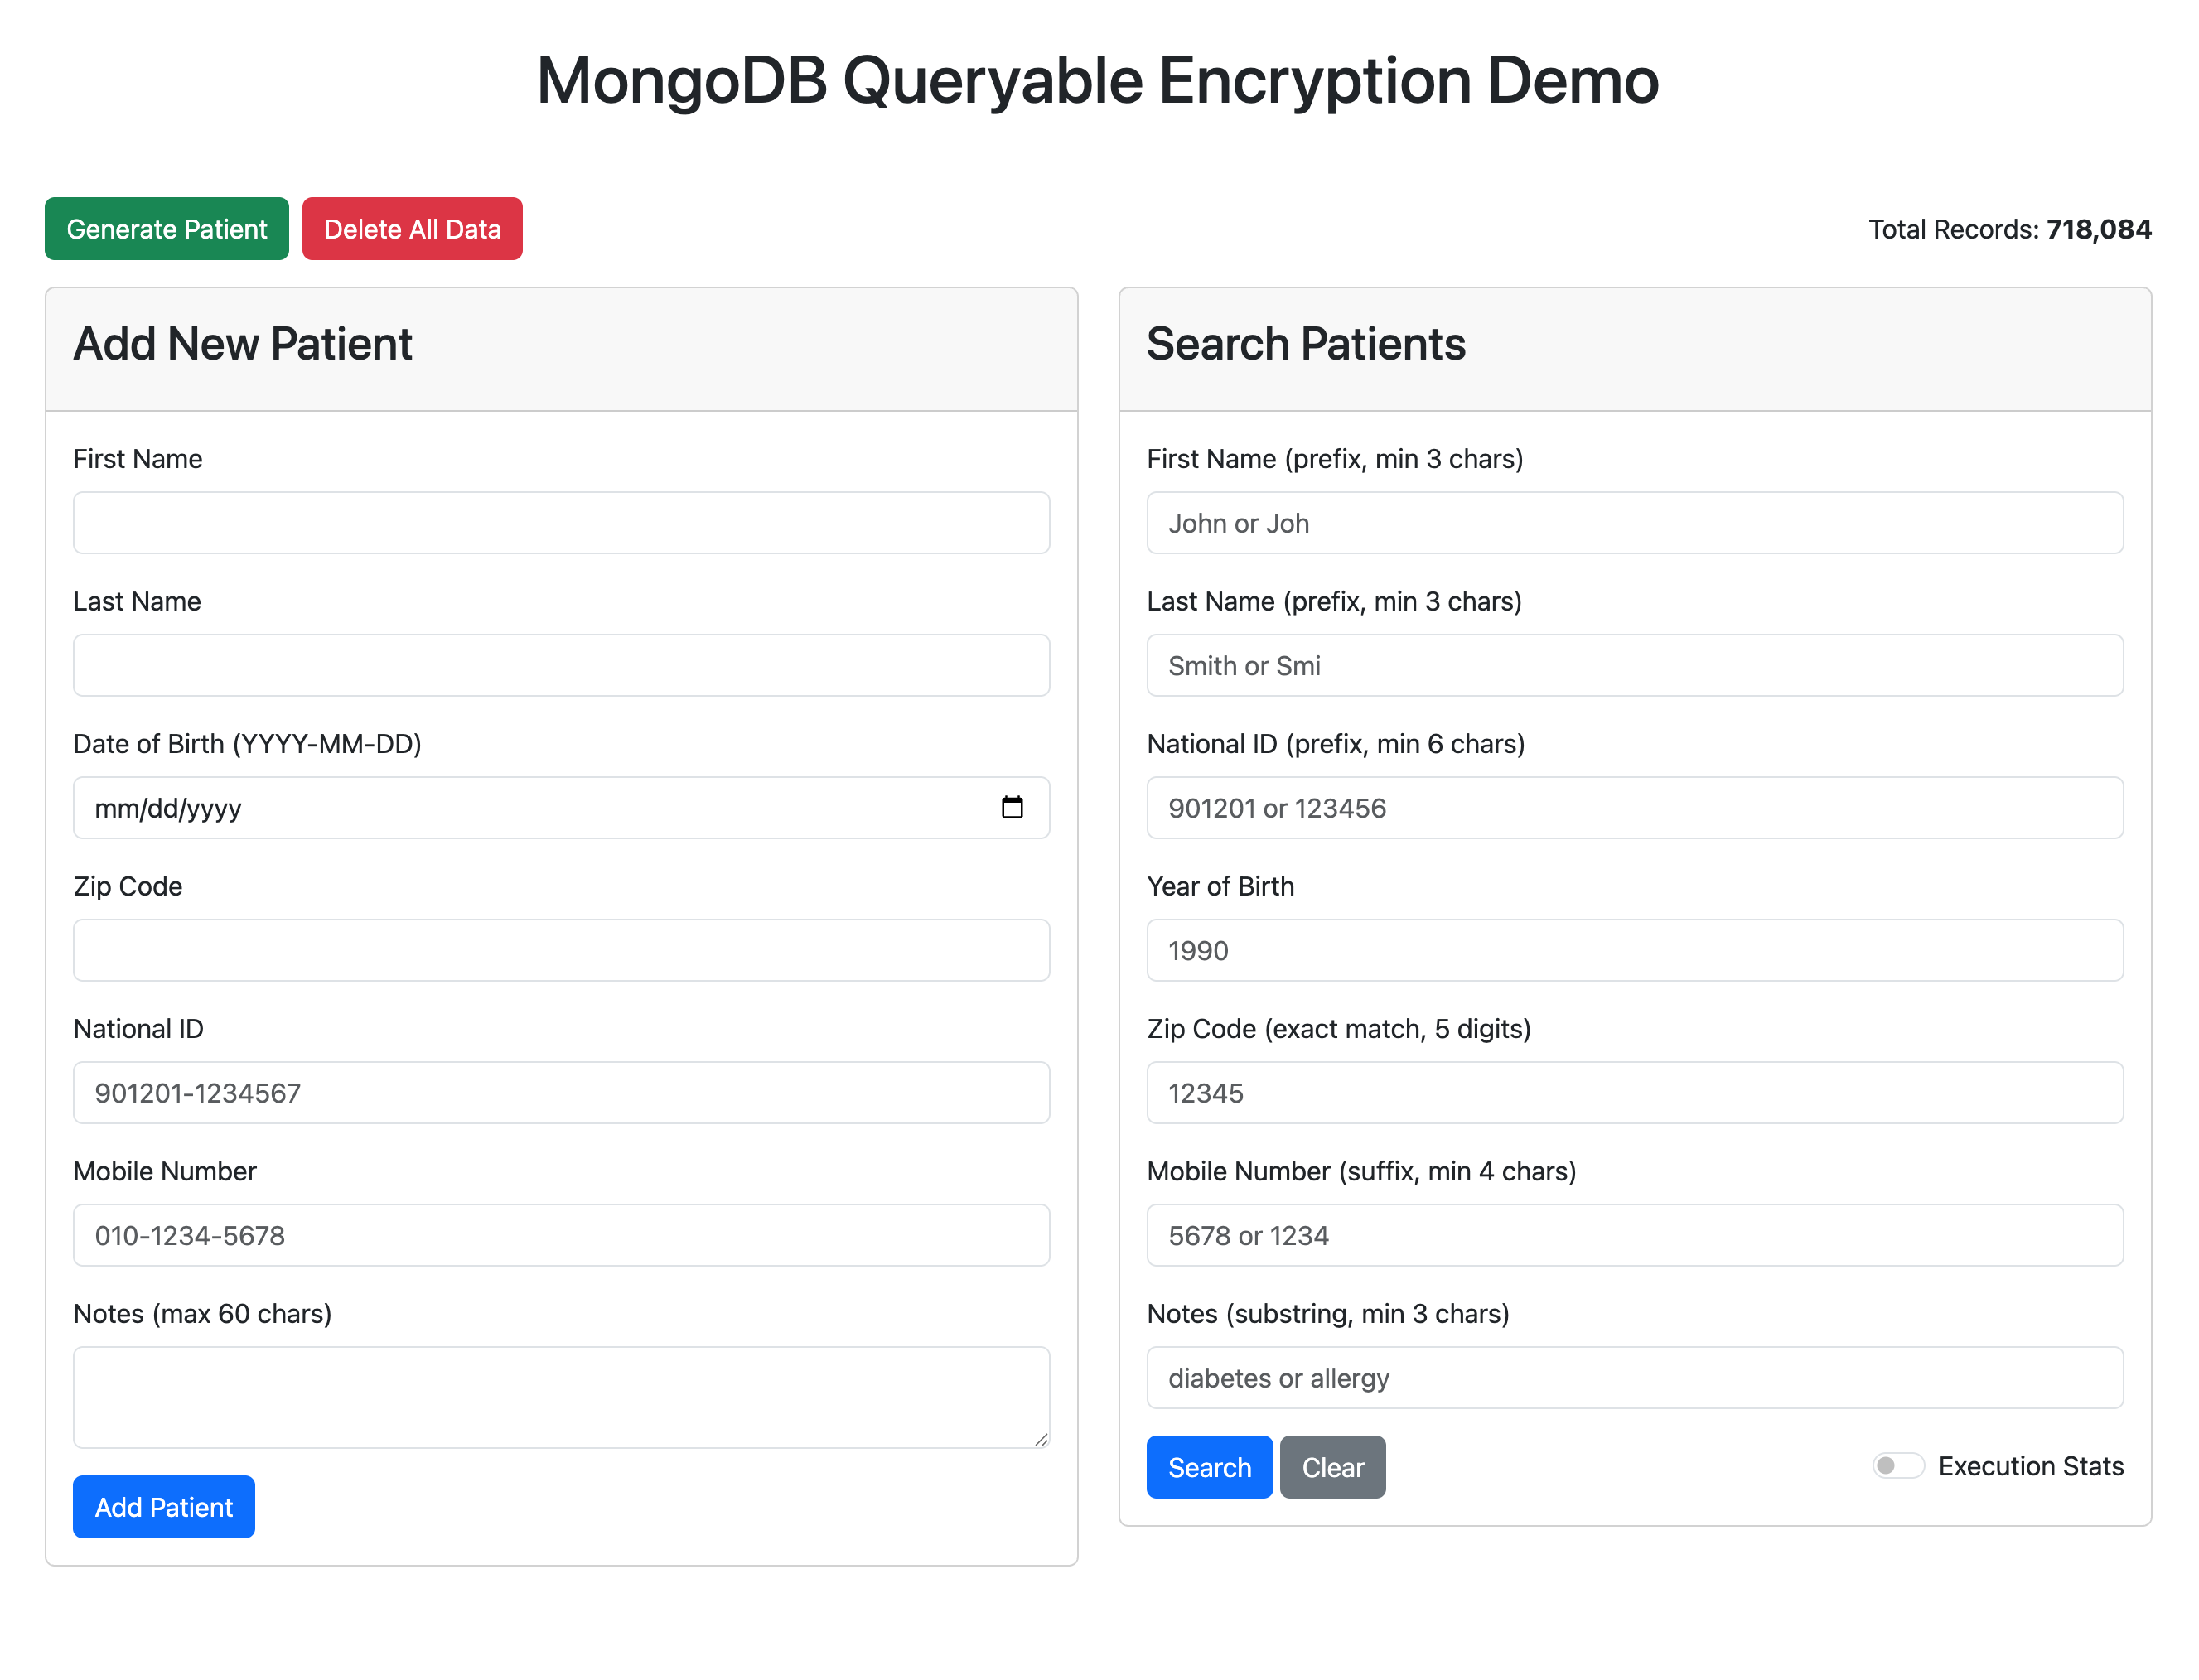 MongoDB Queryable Encryption Demo
Generate Patient
Delete All Data
Total Records: 718,084
Add New Patient
First Name
Last Name
Date of Birth (YYYY-MM-DD)
mm/dd/yyyy
Zip Code
National ID
901201-1234567
Mobile Number
010-1234-5678
Notes (max 60 chars)
Add Patient
Search Patients
First Name (prefix, min 3 chars)
John or Joh
Last Name (prefix, min 3 chars)
Smith or Smi
National ID (prefix, min 6 chars)
901201 or 123456
Year of Birth
1990
Zip Code (exact match, 5 digits)
12345
Mobile Number (suffix, min 4 chars)
5678 or 1234
Notes (substring, min 3 chars)
diabetes or allergy
Search
Clear
Execution Stats